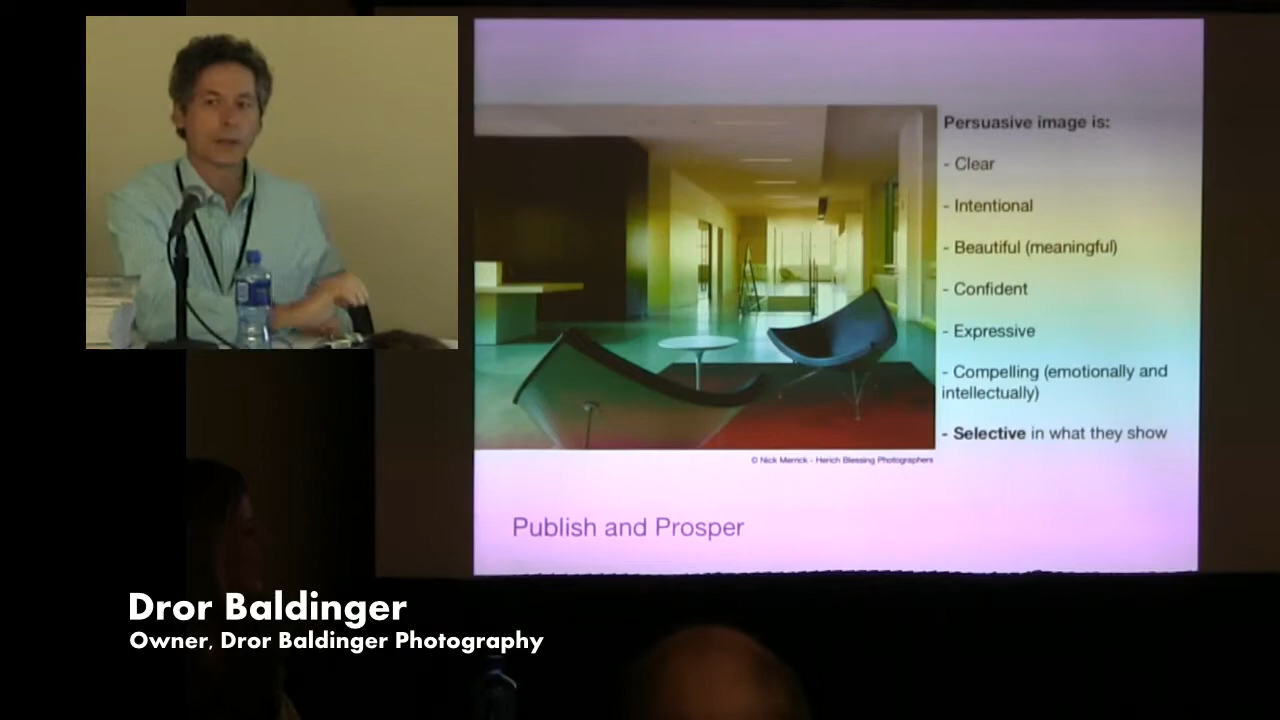 Persuasive image is:
- Clear
- Intentional
- Beautiful (meaningful)
- Confident
- Expressive
- Compelling (emotionally and
intellectually)
- Selective in what they show
© Nick Merrick - Herich Blessing Photographers
Publish and Prosper
Dror Baldinger
Owner, Dror Baldinger Photography